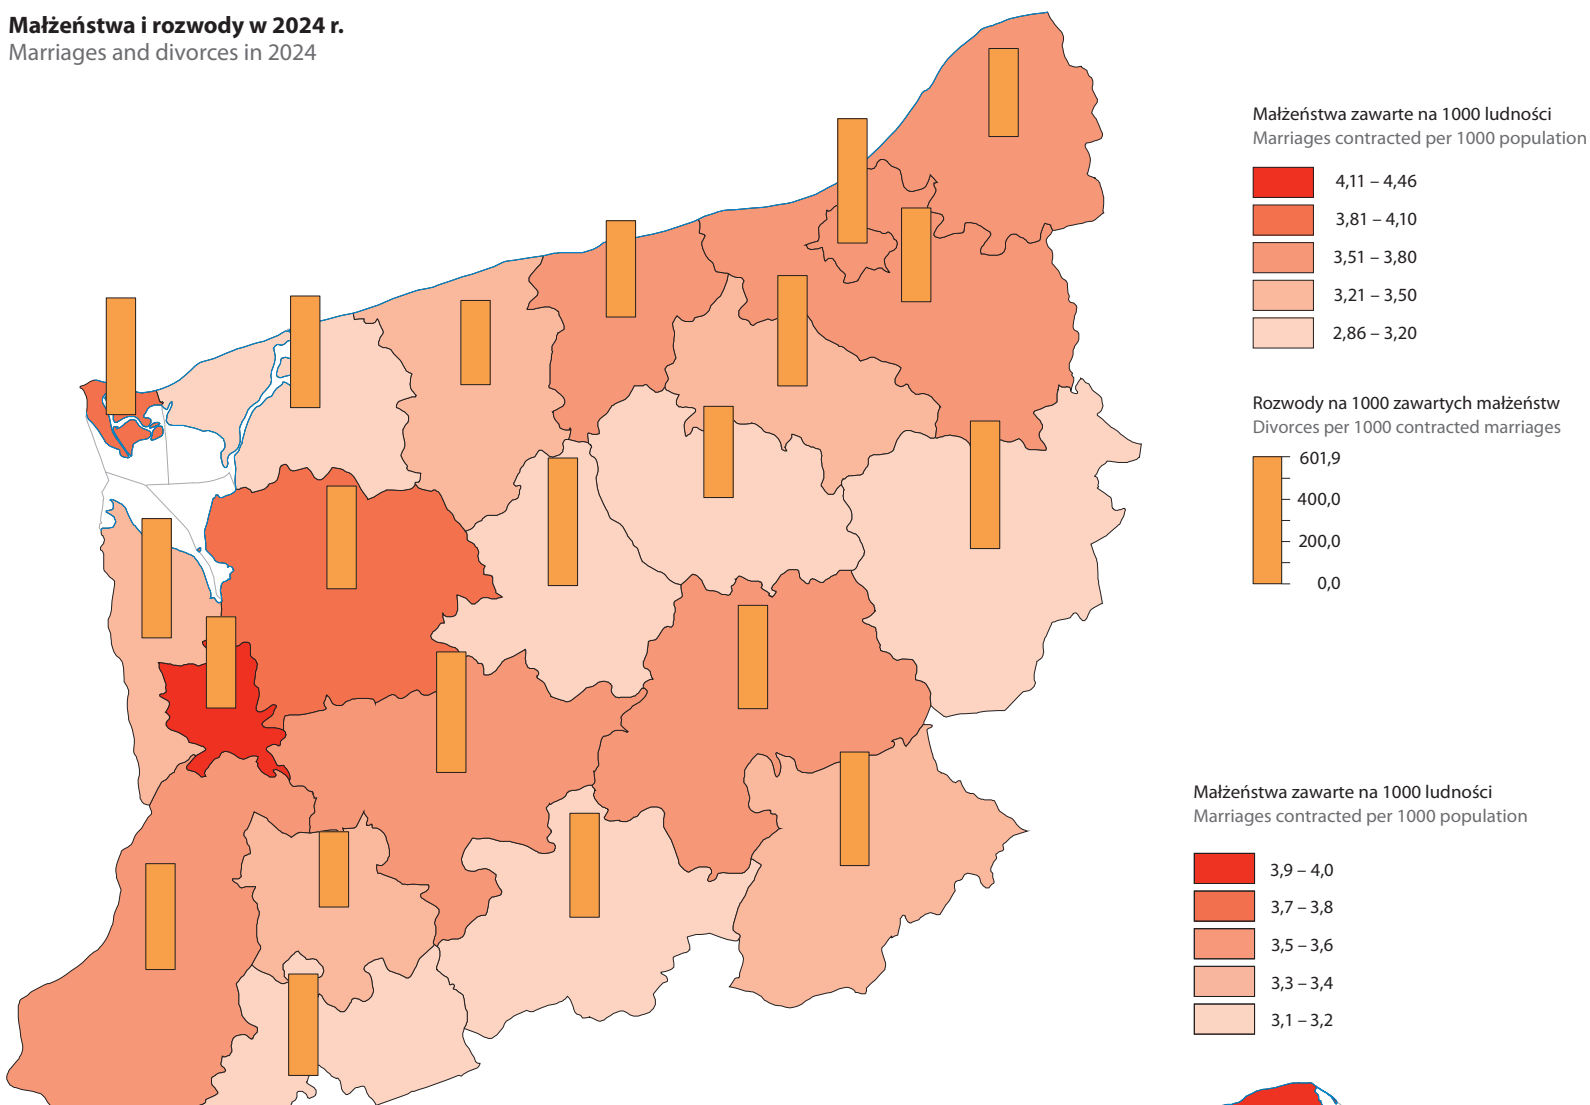 Małżeństwa i rozwody w 2024 r.
Marriages and divorces in 2024
Małżeństwa zawarte na 1000 ludności
Marriages contracted per 1000 population
4,11 – 4,46
3,81 – 4,10
3,51 – 3,80
3,21 – 3,50
2,86 – 3,20
Rozwody na 1000 zawartych małżeństw
Divorces per 1000 contracted marriages
601,9
400,0
200,0
0,0
Małżeństwa zawarte na 1000 ludności
Marriages contracted per 1000 population
3,9 – 4,0
3,7 – 3,8
3,5 – 3,6
3,3 – 3,4
3,1 – 3,2